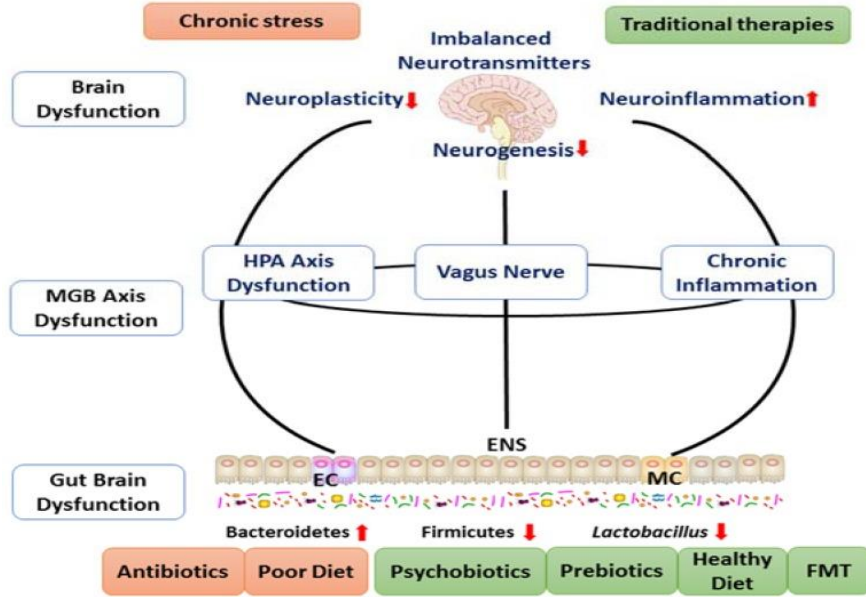 Chronic stress
Traditional therapies
Imbalanced
Neurotransmitters
Brain
Dysfunction
Neuroplasticity
Neuroinflammation
Neurogenesis
HPA Axis
Dysfunction
Vagus Nerve
Chronic
Inflammation
MGB Axis
Dysfunction
ENS
EC
MC
Gut Brain
Dysfunction
Bacteroidetes
Firmicutes
Lactobacillus
Antibiotics
Poor Diet
Psychobiotics
Prebiotics
Healthy
Diet
FMT